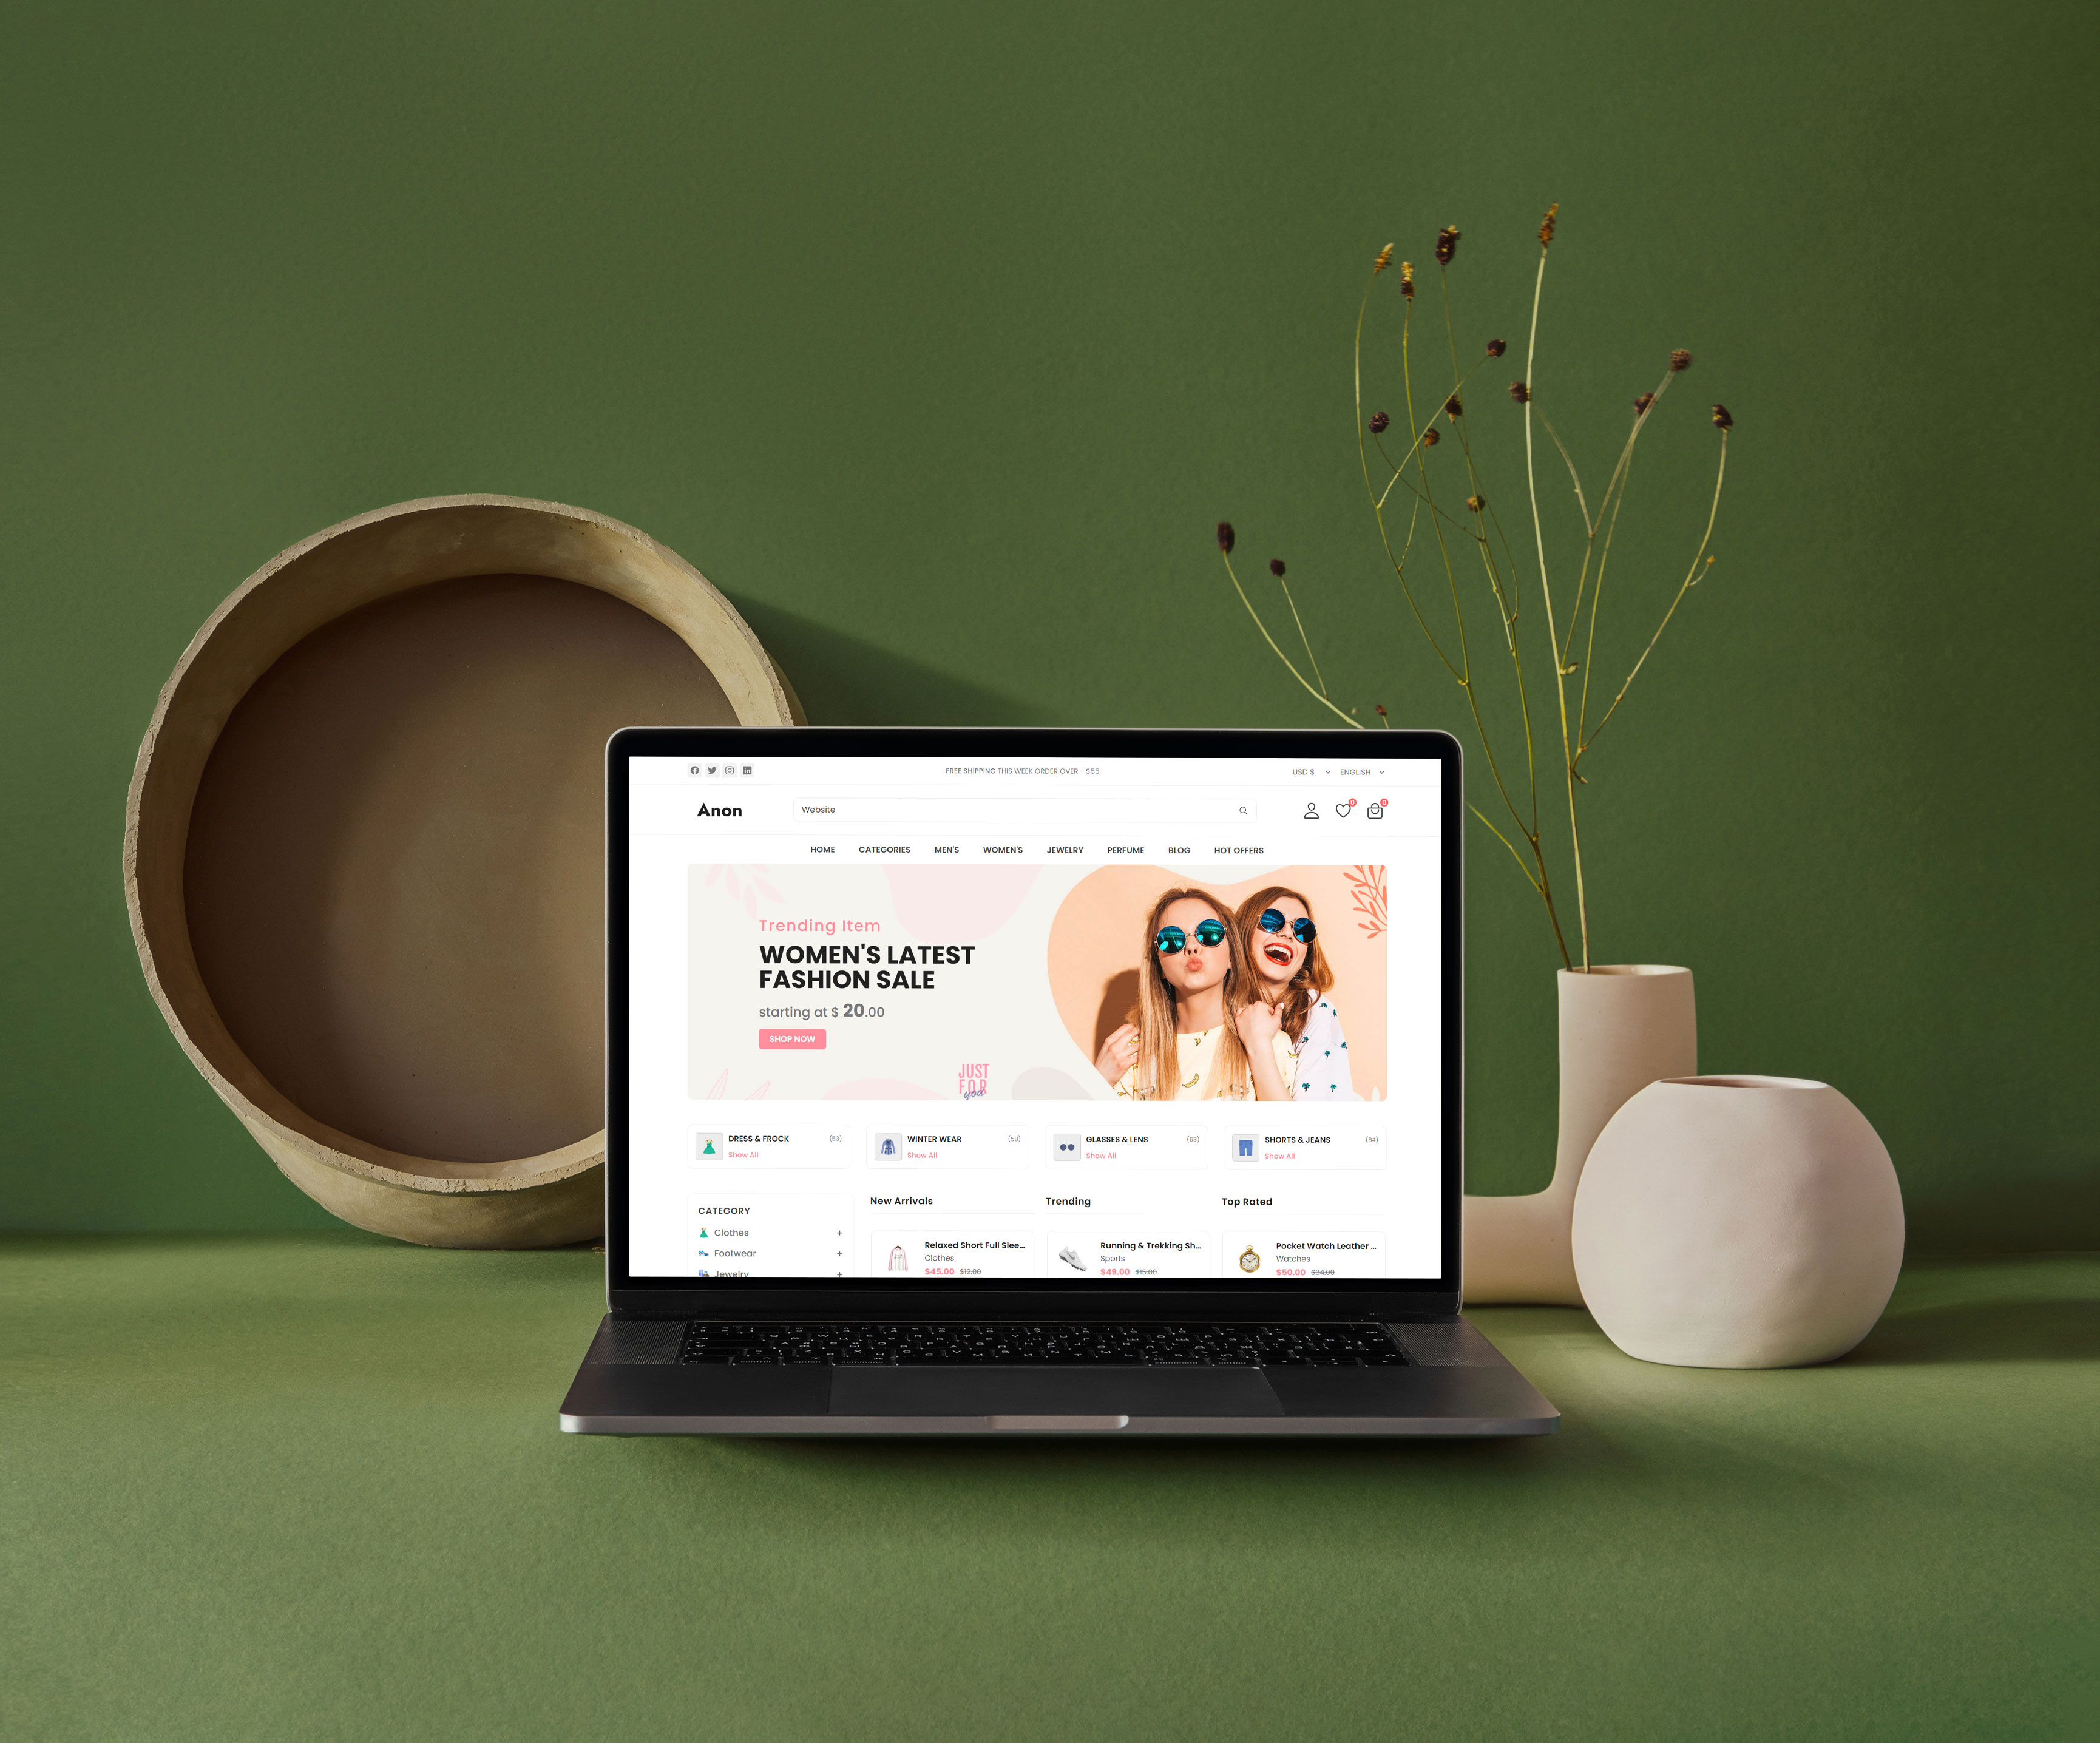 FREE SHIPPING THIS WEEK ORDER OVER - $55
USD $
ENGLISH
Anon
Website
0
0
HOME CATEGORIES MEN'S WOMEN'S JEWELRY PERFUME BLOG HOT OFFERS
Trending Item
WOMEN'S LATEST
FASHION SALE
starting at $ 20.00
SHOP NOW
JUST
FOR
you
DRESS & FROCK (53)
Show All
WINTER WEAR (58)
Show All
GLASSES & LENS (68)
Show All
SHORTS & JEANS (84)
Show All
CATEGORY
Clothes +
Footwear +
Jewelry +
New Arrivals
Relaxed Short Full Slee...
Clothes
$45.00 $12.00
Trending
Running & Trekking Sh...
Sports
$49.00 $15.00
Top Rated
Pocket Watch Leather ...
Watches
$50.00 $34.00